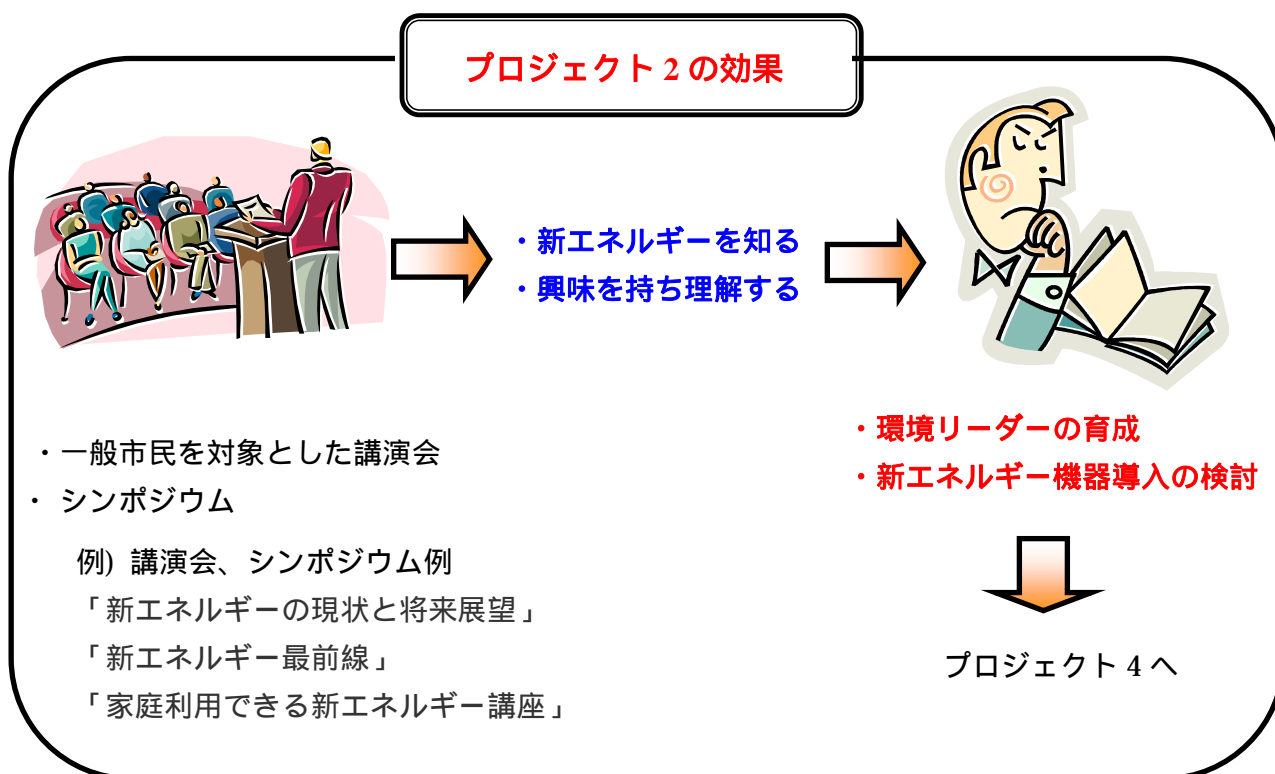 プロジェクト 2 の効果
・新エネルギーを知る
・興味を持ち理解する
・一般市民を対象とした講演会
・ シンポジウム
例) 講演会、シンポジウム例
「新エネルギーの現状と将来展望」
「新エネルギー最前線」
「家庭利用できる新エネルギー講座」
・環境リーダーの育成
・新エネルギー機器導入の検討
プロジェクト 4 へ